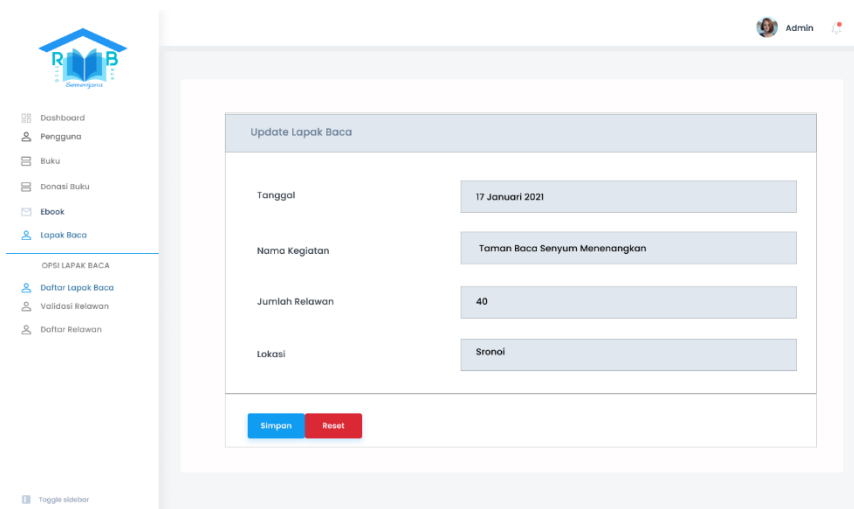 Admin
R B
Gemenjana
Dashboard
Pengguna
Buku
Donasi Buku
Ebook
Lapak Baca
OPSI LAPAK BACA
Daftar Lapak Baca
Validasi Relawan
Daftar Relawan
Toggle sidebar
Update Lapak Baca
Tanggal
17 Januari 2021
Nama Kegiatan
Taman Baca Senyum Menenangkan
Jumlah Relawan
40
Lokasi
Sronoi
Simpan
Reset